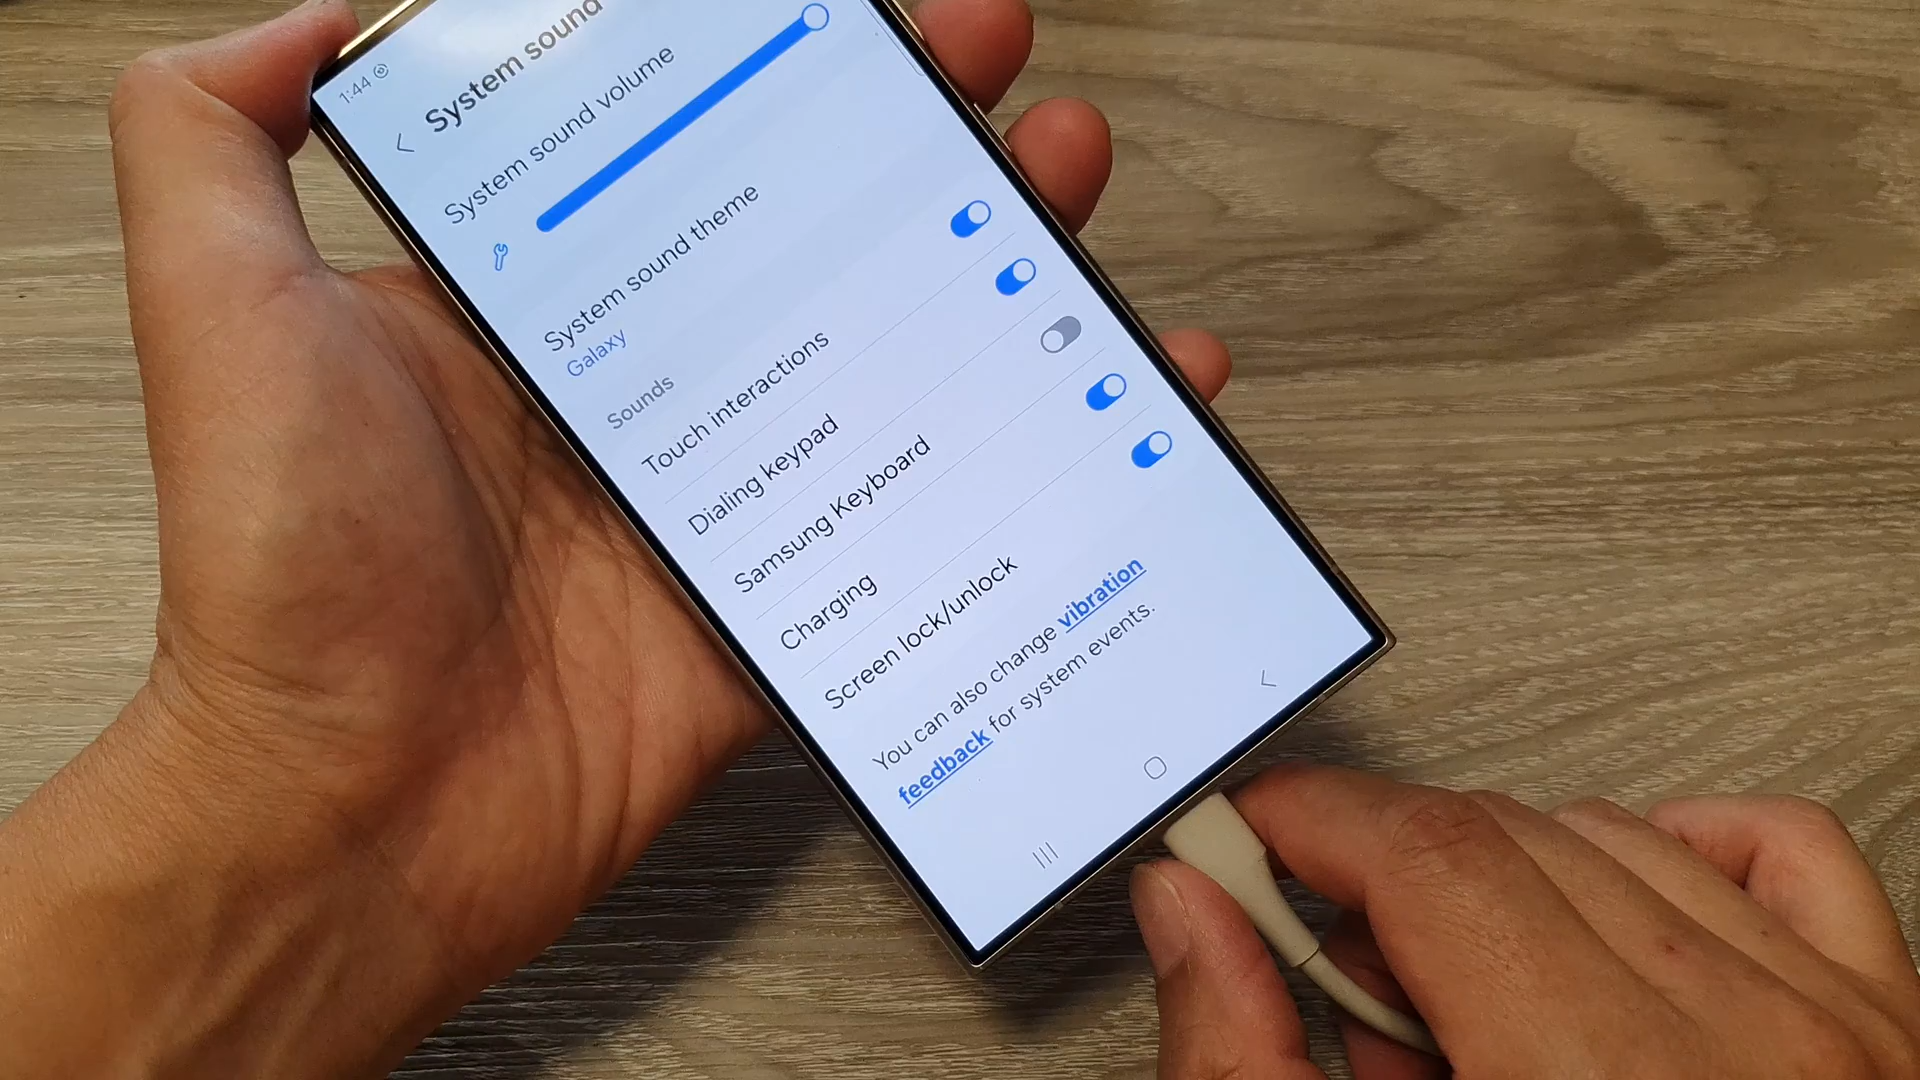 1:44
System sound
System sound volume
System sound theme
Galaxy
Sounds
Touch interactions
Dialing keypad
Samsung Keyboard
Charging
Screen lock/unlock
You can also change vibration
feedback for system events.